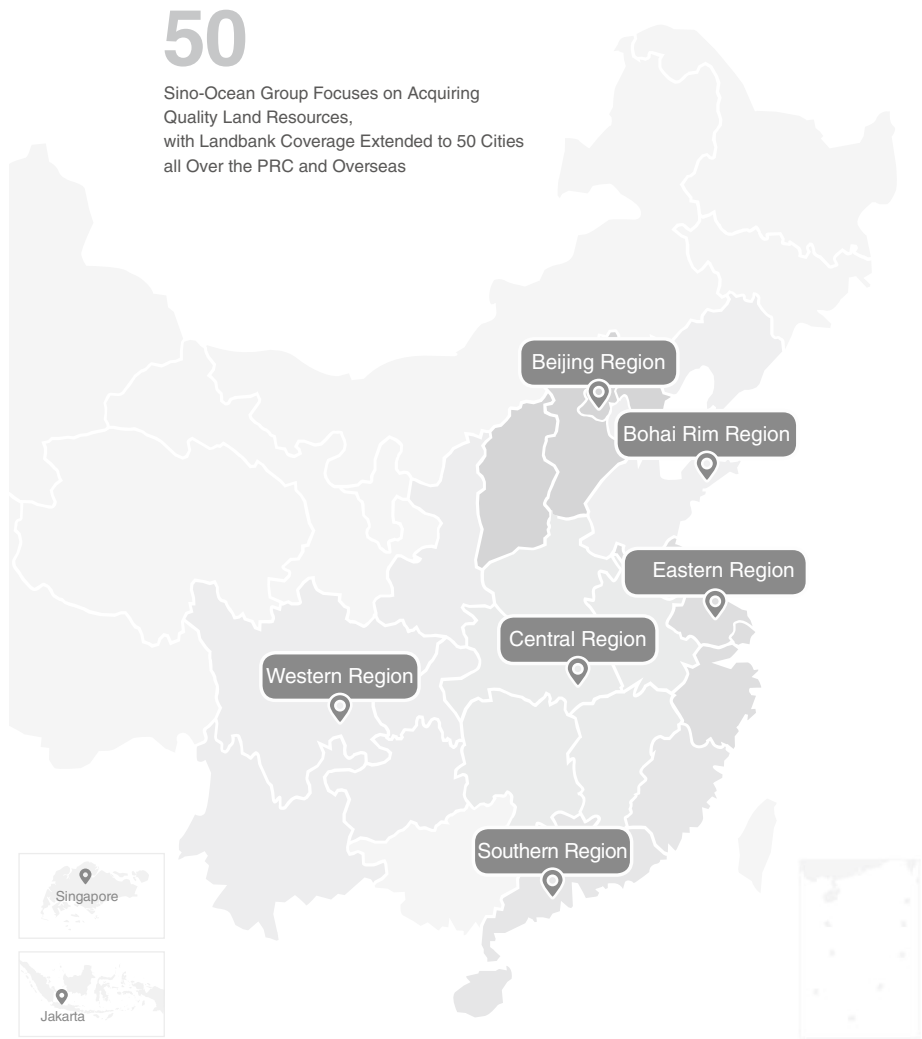 50
Sino-Ocean Group Focuses on Acquiring
Quality Land Resources,
with Landbank Coverage Extended to 50 Cities
all Over the PRC and Overseas
Beijing Region
Bohai Rim Region
Eastern Region
Central Region
Western Region
Southern Region
Singapore
Jakarta